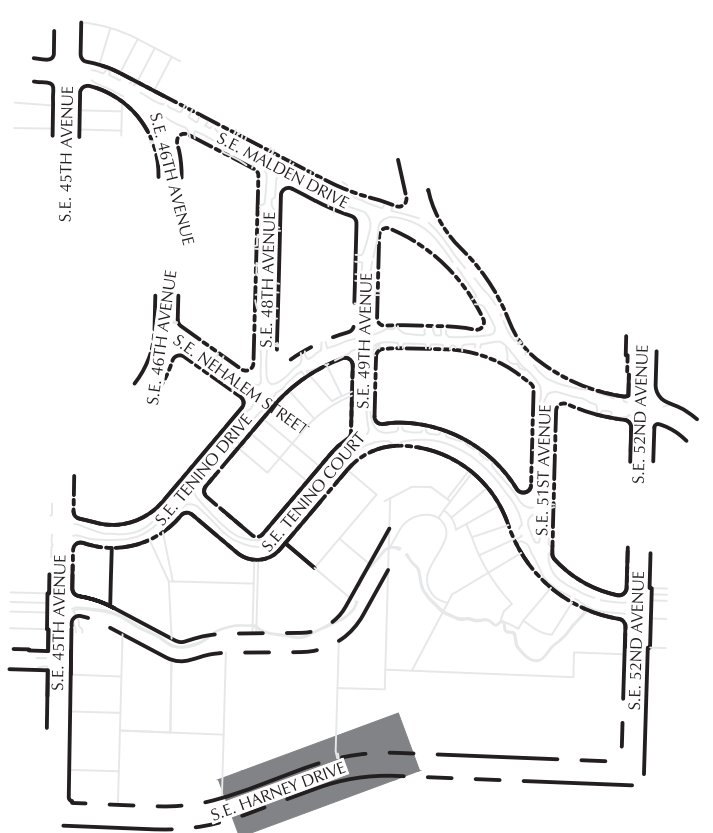 S.E. 45TH AVENUE
S.E. 46TH AVENUE
S.E. MALDEN DRIVE
S.E. 48TH AVENUE
S.E. 46TH AVENUE
S.E. 49TH AVENUE
S.E. NEHALEM STREET
S.E. 52ND AVENUE
S.E. TENINO DRIVE
S.E. TENINO COURT
S.E. 51ST AVENUE
S.E. 45TH AVENUE
S.E. 52ND AVENUE
S.E. HARNEY DRIVE